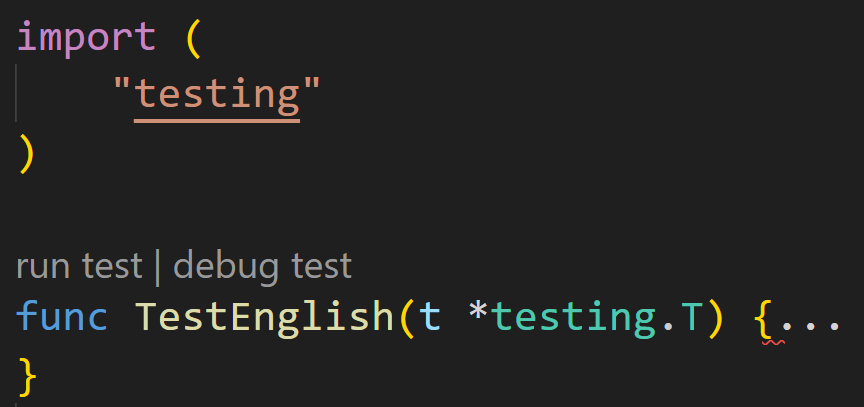 import (
    "testing"
)
run test | debug test
func TestEnglish(t *testing.T) {...
}